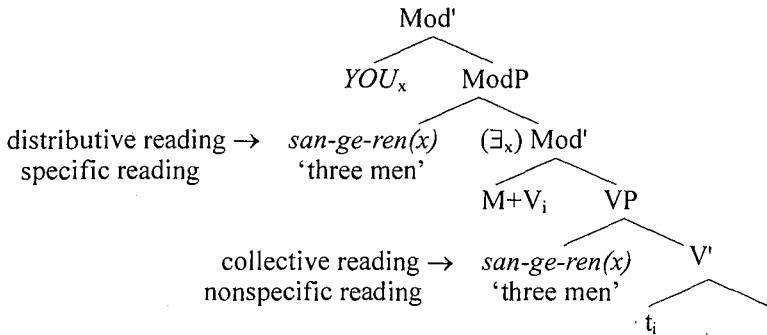 Mod'
YOUₓ ModP
distributive reading → san-ge-ren(x) (∃ₓ) Mod'
specific reading 'three men'
M+Vᵢ VP
collective reading → san-ge-ren(x) V'
nonspecific reading 'three men'
tᵢ